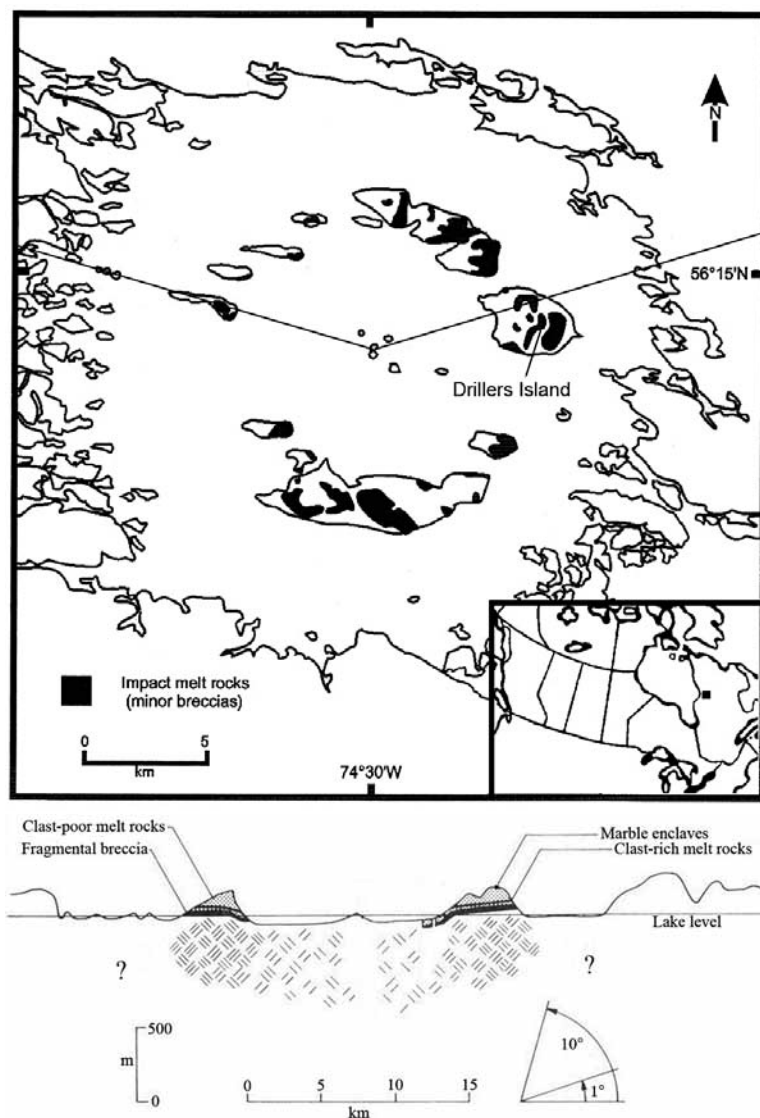 N
56°15'N
Drillers Island
Impact melt rocks
(minor breccias)
0 5
km
74°30'W
Clast-poor melt rocks
Fragmental breccia
Marble enclaves
Clast-rich melt rocks
Lake level
?
?
500
m
0
0 5 10 15
km
10°
1°